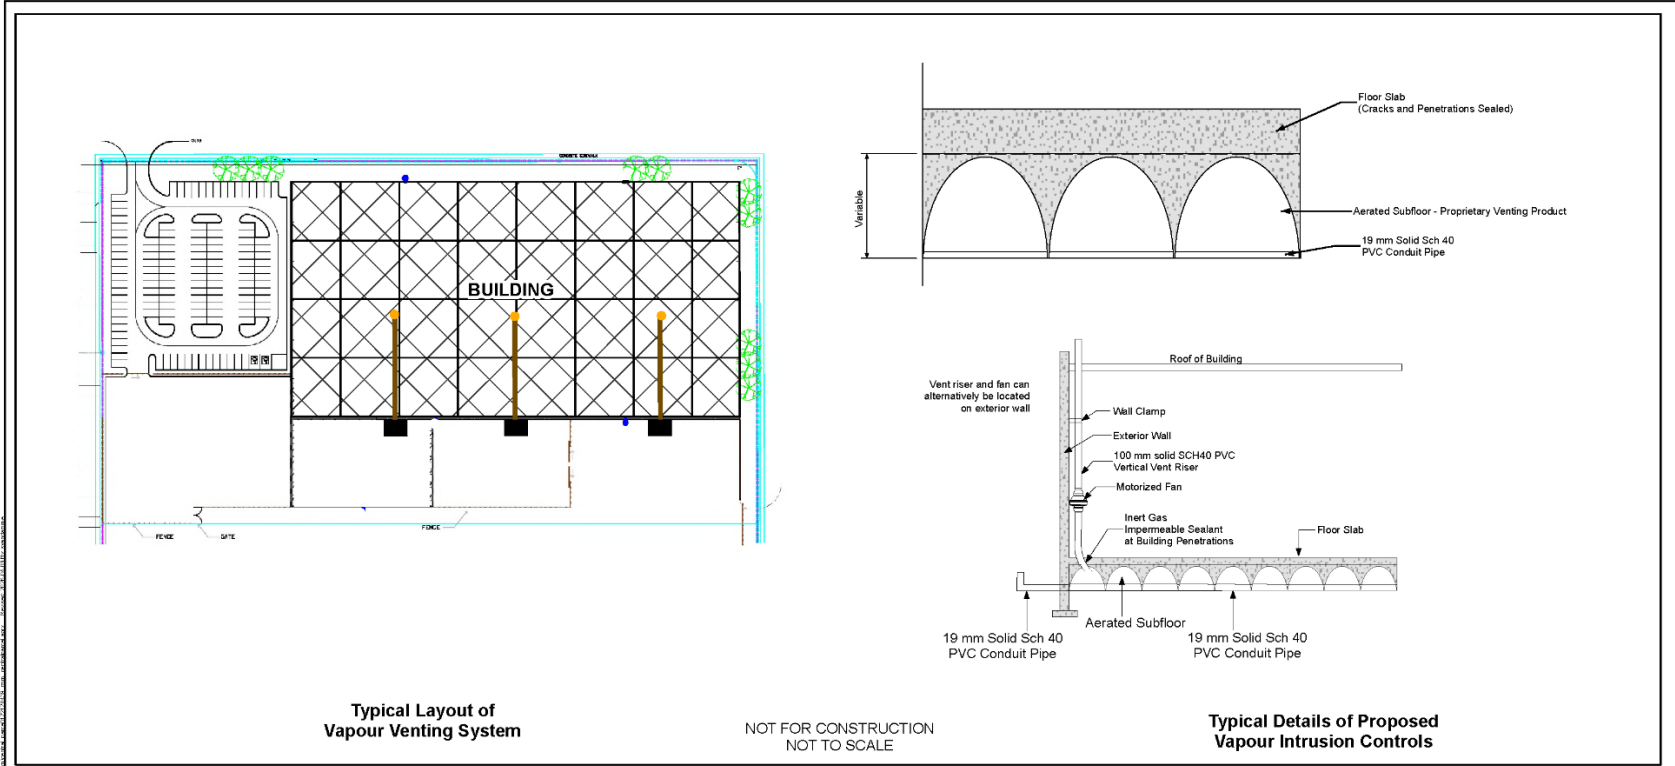 CONCRETE SIDEWALK
BUILDING
FENCE
FENCE
GATE
Typical Layout of
Vapour Venting System
NOT FOR CONSTRUCTION
NOT TO SCALE
Floor Slab
(Cracks and Penetrations Sealed)
Variable
Aerated Subfloor - Proprietary Venting Product
19 mm Solid Sch 40
PVC Conduit Pipe
Roof of Building
Vent riser and fan can
alternatively be located
on exterior wall
Wall Clamp
Exterior Wall
100 mm solid SCH40 PVC
Vertical Vent Riser
Motorized Fan
Inert Gas
Impermeable Sealant
at Building Penetrations
Floor Slab
Aerated Subfloor
19 mm Solid Sch 40
PVC Conduit Pipe
19 mm Solid Sch 40
PVC Conduit Pipe
Typical Details of Proposed
Vapour Intrusion Controls